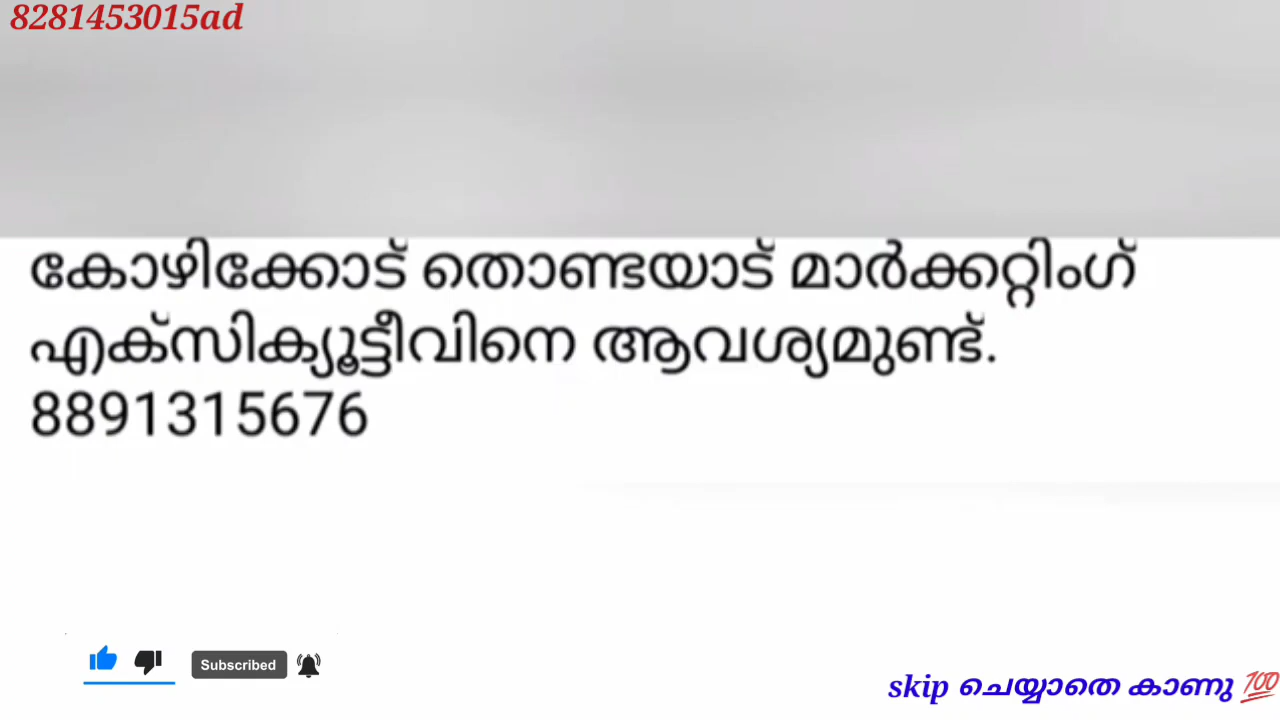 8281453015ad
കോഴിക്കോട് തൊണ്ടയാട് മാർക്കറ്റിംഗ്
എക്സിക്യൂട്ടീവിനെ ആവശ്യമുണ്ട്.
8891315676
Subscribed
skip ചെയ്യാതെ കാണു 💯